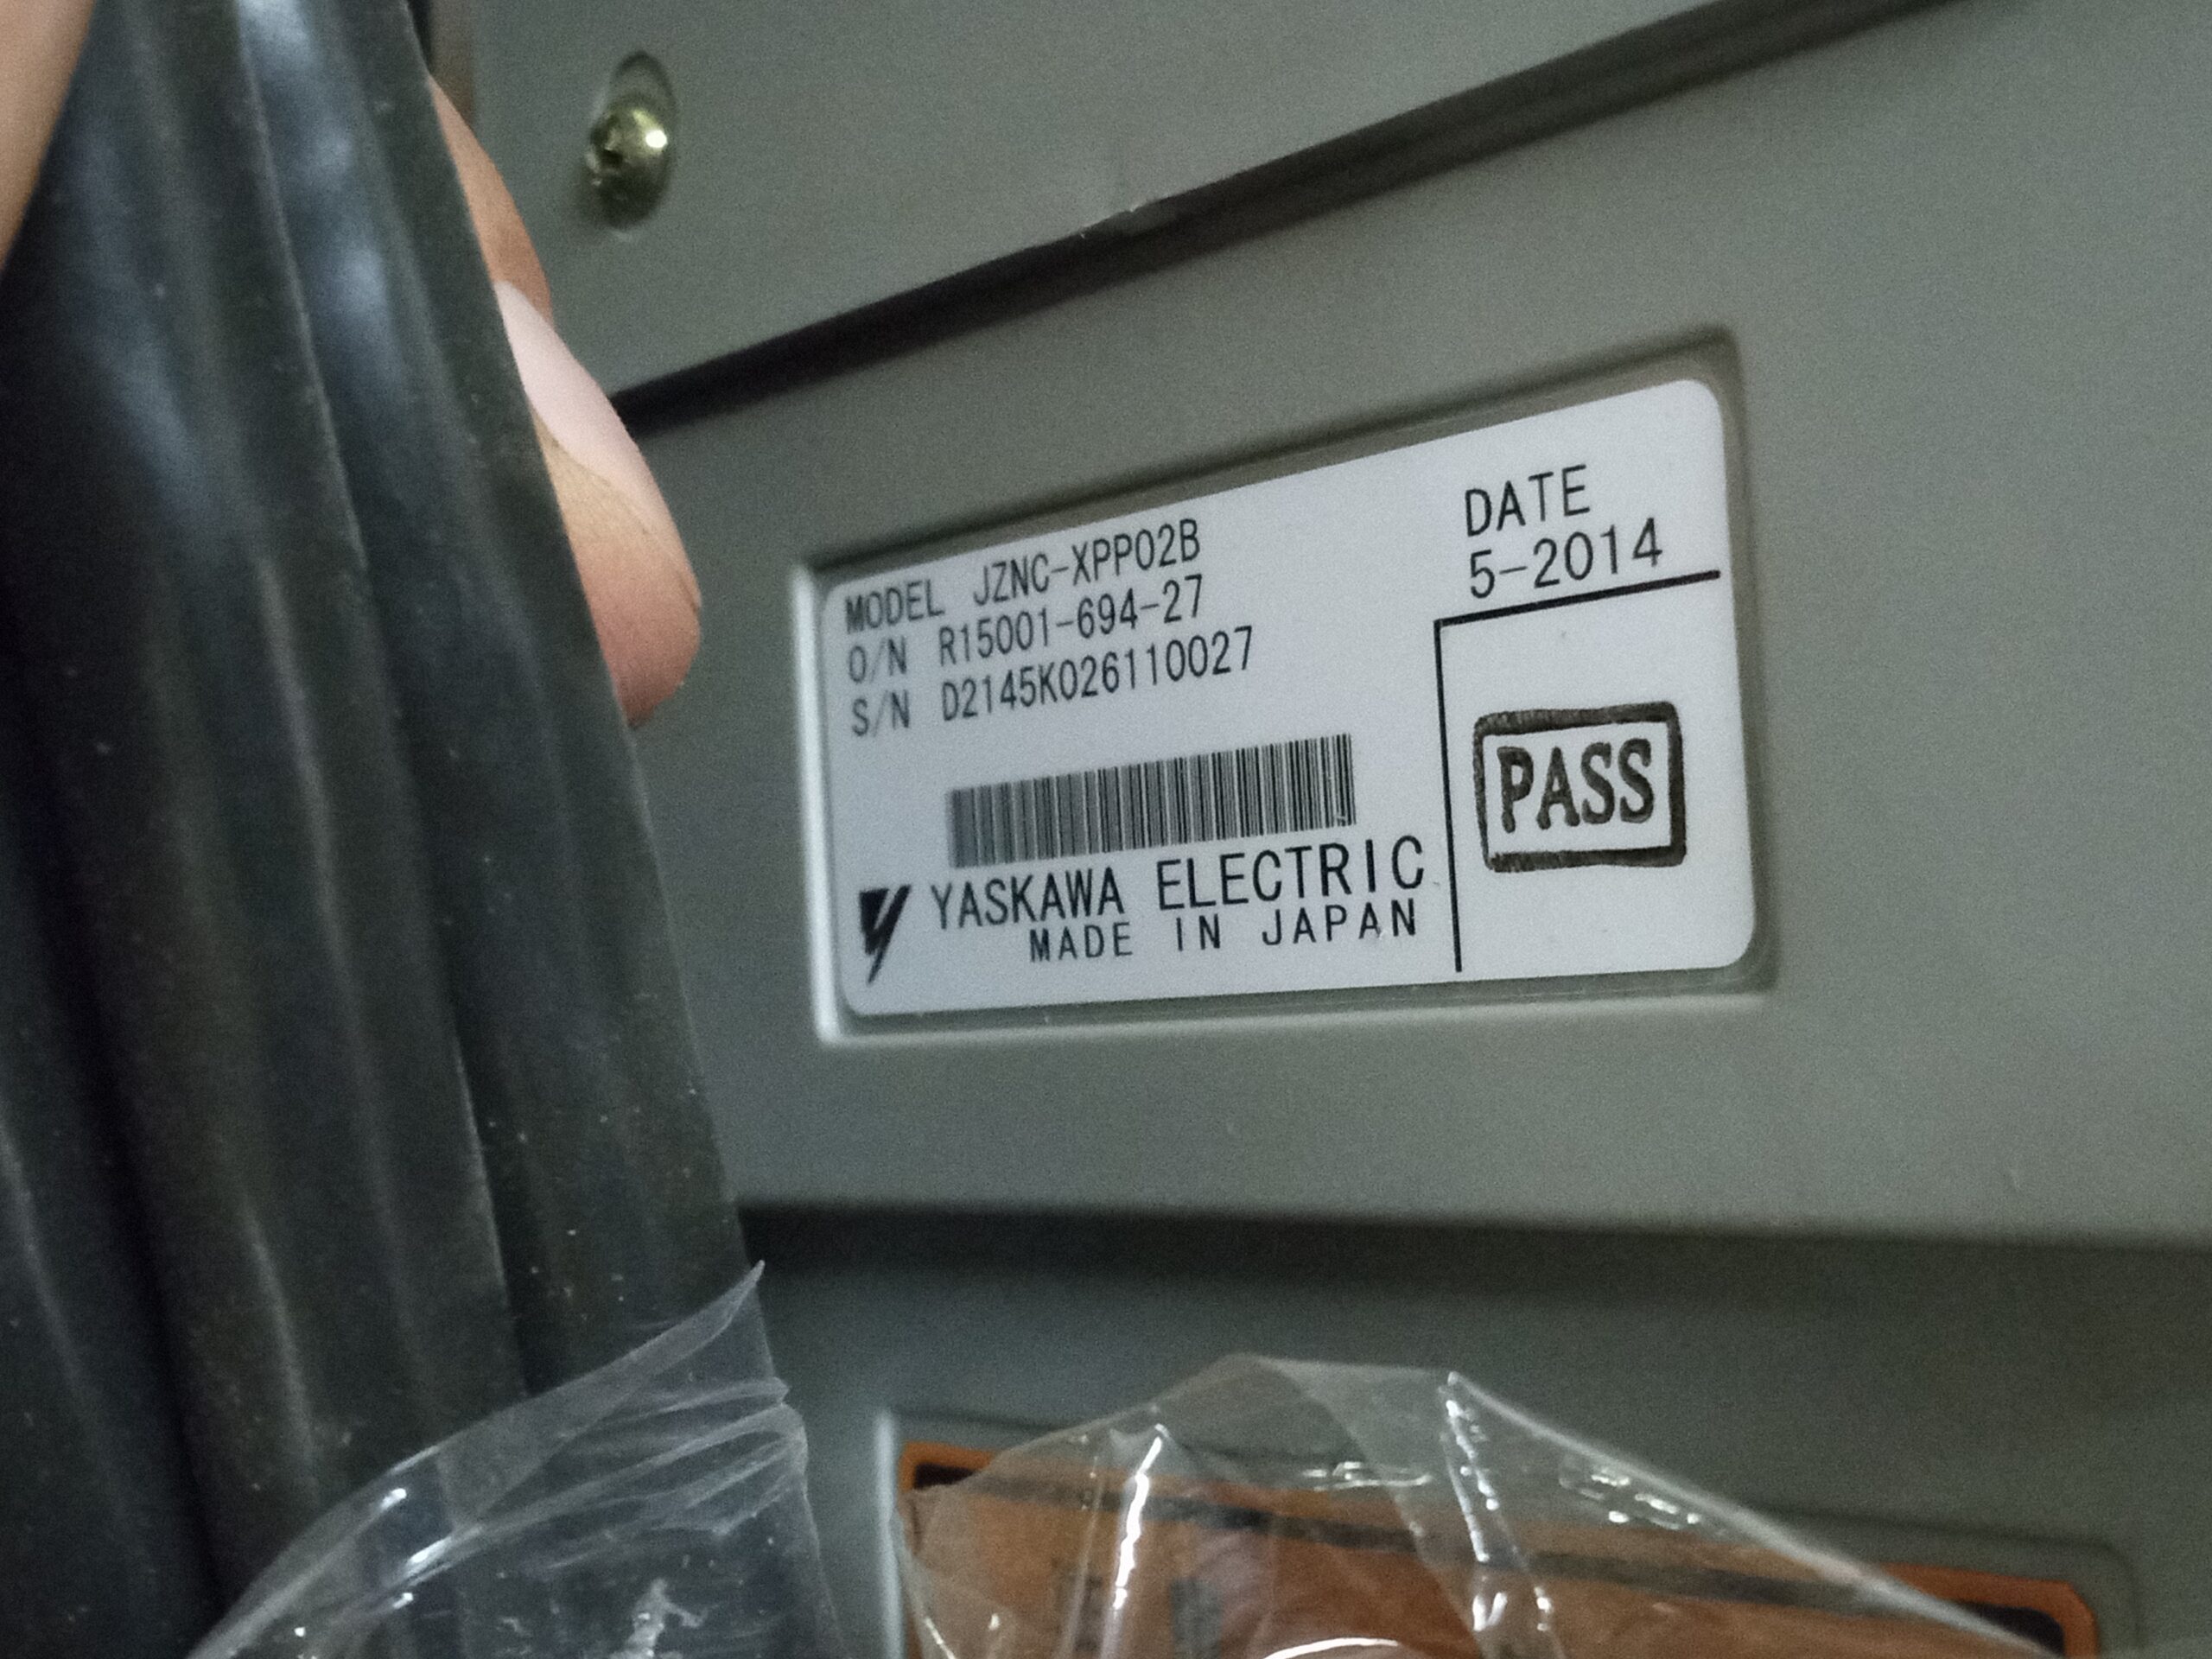 MODEL JZNC-XPP02B
O/N R15001-694-27
S/N D2145K026110027
DATE
5-2014
PASS
YASKAWA ELECTRIC
MADE IN JAPAN